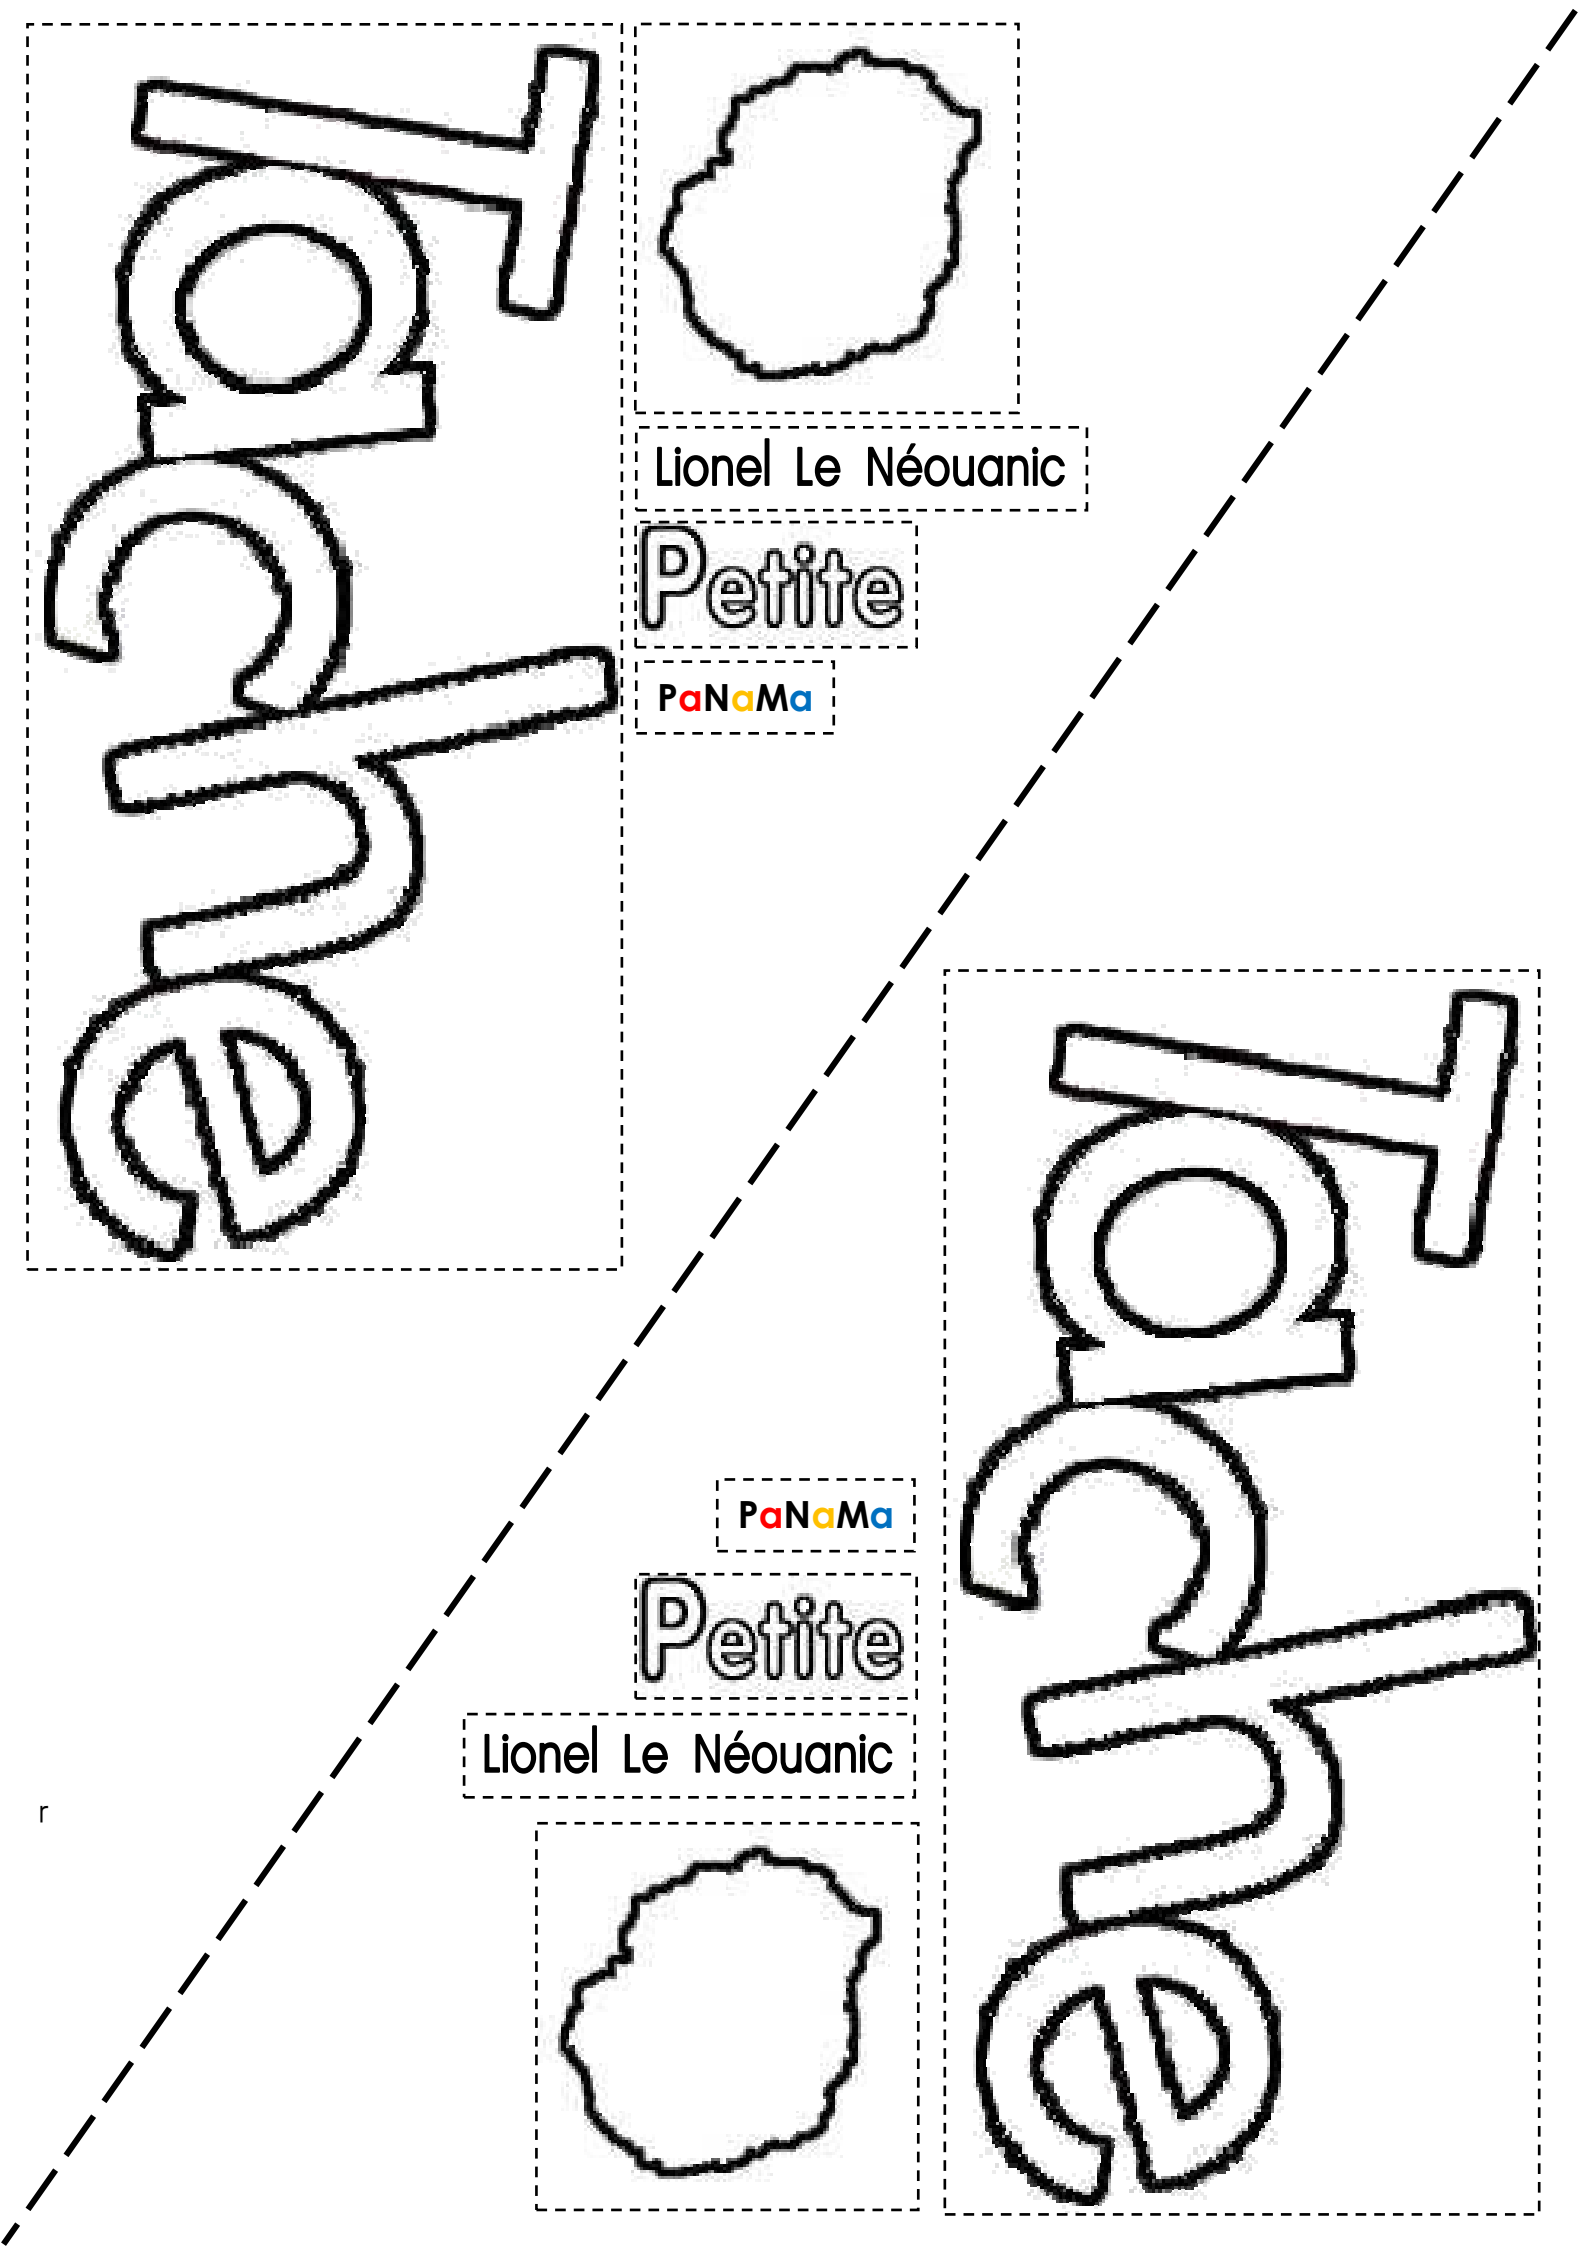 Tache
Lionel Le Néouanic
Petite
PaNaMa
Tache
PaNaMa
Petite
Lionel Le Néouanic
r